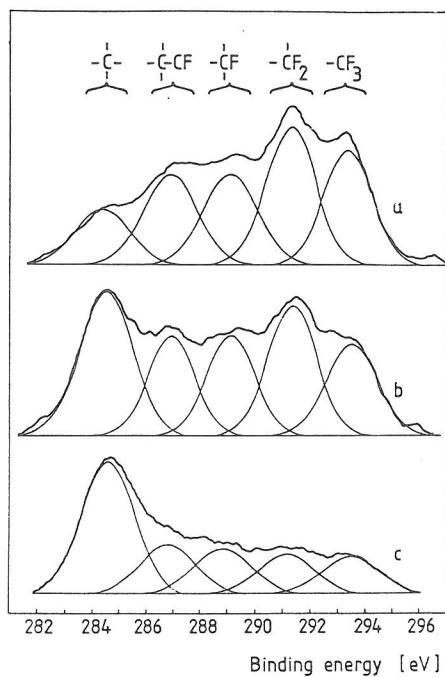 -C- -C-CF -CF -CF2 -CF3
a
b
c
282 284 286 288 290 292 294 296
Binding energy [eV]